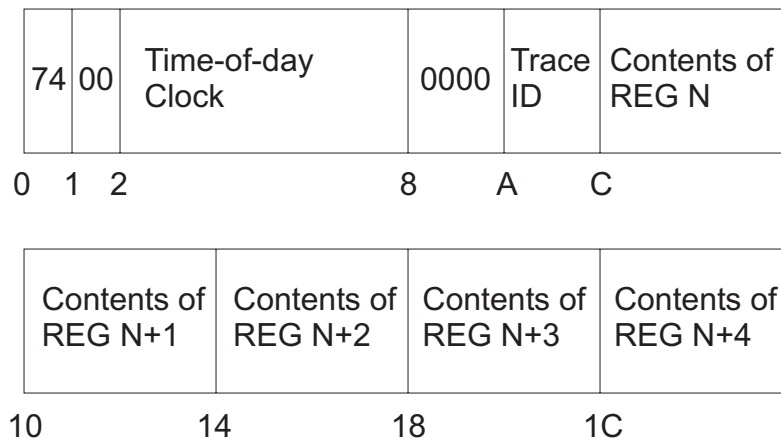 74 00 Time-of-day Clock 0000 Trace ID Contents of REG N
0 1 2 8 A C
Contents of REG N+1 Contents of REG N+2 Contents of REG N+3 Contents of REG N+4
10 14 18 1C